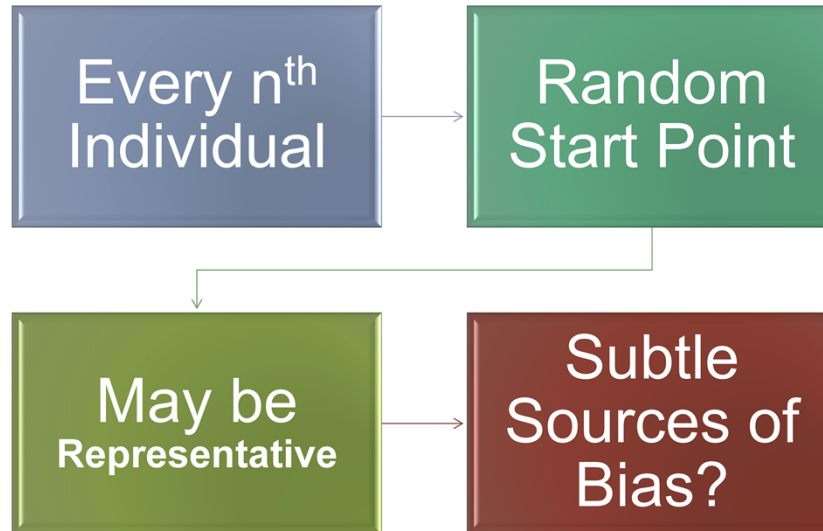 Every nth
Individual
Random
Start Point
May be
Representative
Subtle
Sources of
Bias?